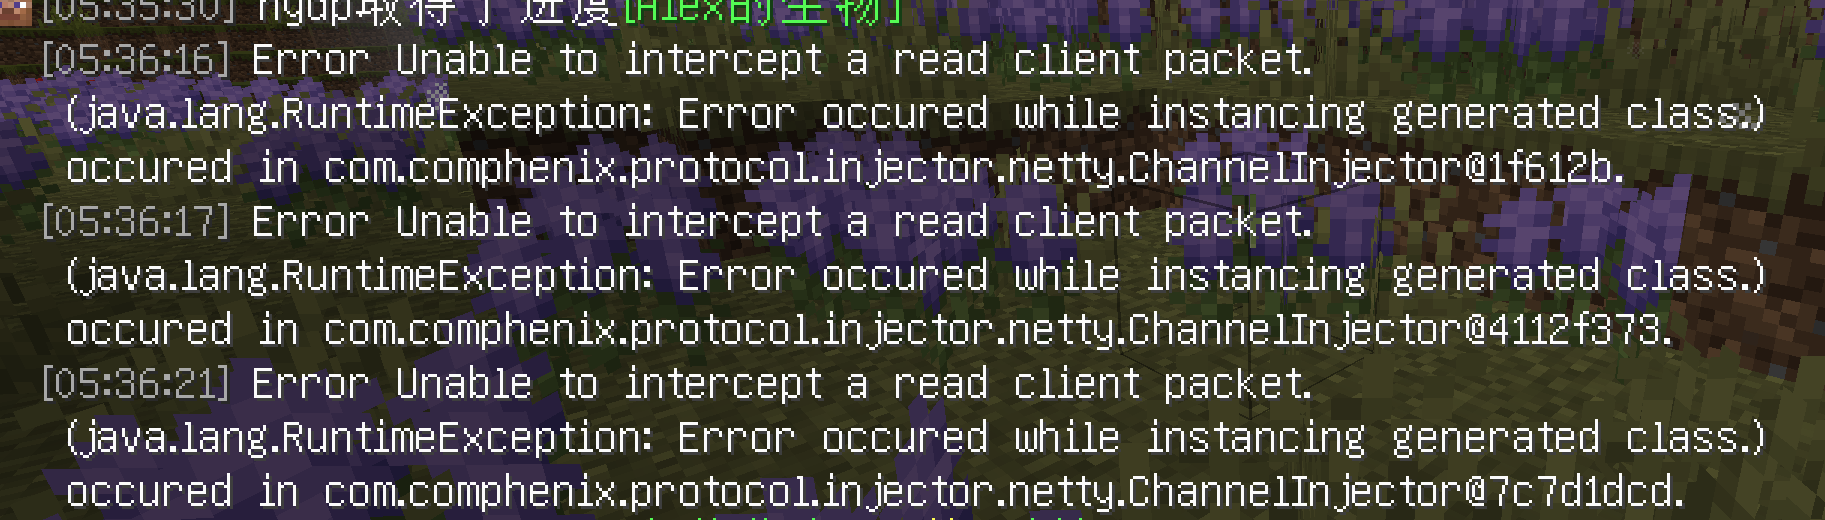 [05:35:30] hgdp取得了进度[Alex的生物]
[05:36:16] Error Unable to intercept a read client packet.
(java.lang.RuntimeException: Error occured while instancing generated class.)
occured in com.comphenix.protocol.injector.netty.ChannelInjector@1f612b.
[05:36:17] Error Unable to intercept a read client packet.
(java.lang.RuntimeException: Error occured while instancing generated class.)
occured in com.comphenix.protocol.injector.netty.ChannelInjector@4112f373.
[05:36:21] Error Unable to intercept a read client packet.
(java.lang.RuntimeException: Error occured while instancing generated class.)
occured in com.comphenix.protocol.injector.netty.ChannelInjector@7c7d1dcd.